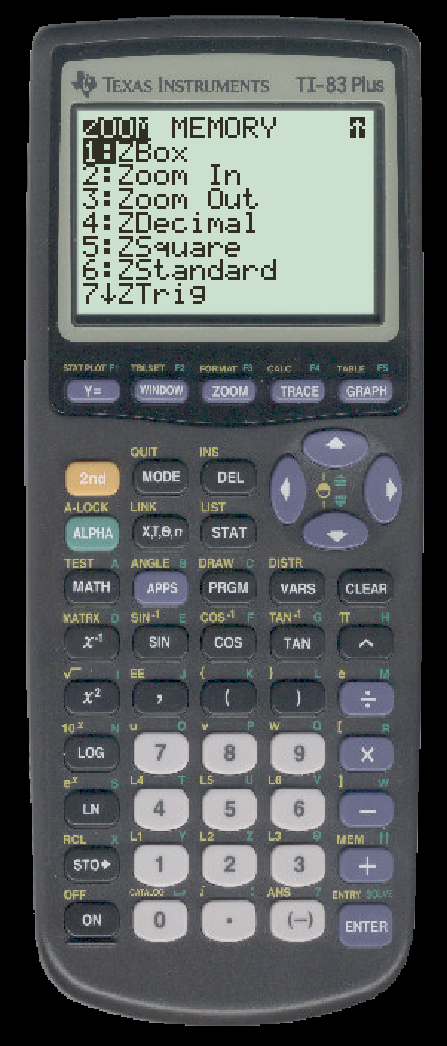 TEXAS INSTRUMENTS TI-83 Plus
ZOOM MEMORY
1:ZBox
2:Zoom In
3:Zoom Out
4:ZDecimal
5:ZSquare
6:ZStandard
7↓ZTrig
STAT PLOT F1 TBLSET F2 FORMAT F3 CALC F4 TABLE F5
Y= WINDOW ZOOM TRACE GRAPH
QUIT INS
2nd MODE DEL
A-LOCK LINK LIST
ALPHA X,T,Θ,n STAT
TEST A ANGLE B DRAW C DISTR
MATH APPS PRGM VARS CLEAR
MATRX D SIN⁻¹ E COS⁻¹ F TAN⁻¹ G π H
x⁻¹ SIN COS TAN ^
√ I EE J { K } L e M
x² , ( ) ÷
10ˣ N u O v P w Q [ R
LOG 7 8 9 ×
eˣ S L4 T L5 U L6 V ] W
LN 4 5 6 −
RCL X L1 Y L2 Z L3 θ MEM "
STO▸ 1 2 3 +
OFF CATALOG i : ANS ? ENTRY SOLVE
ON 0 . (−) ENTER